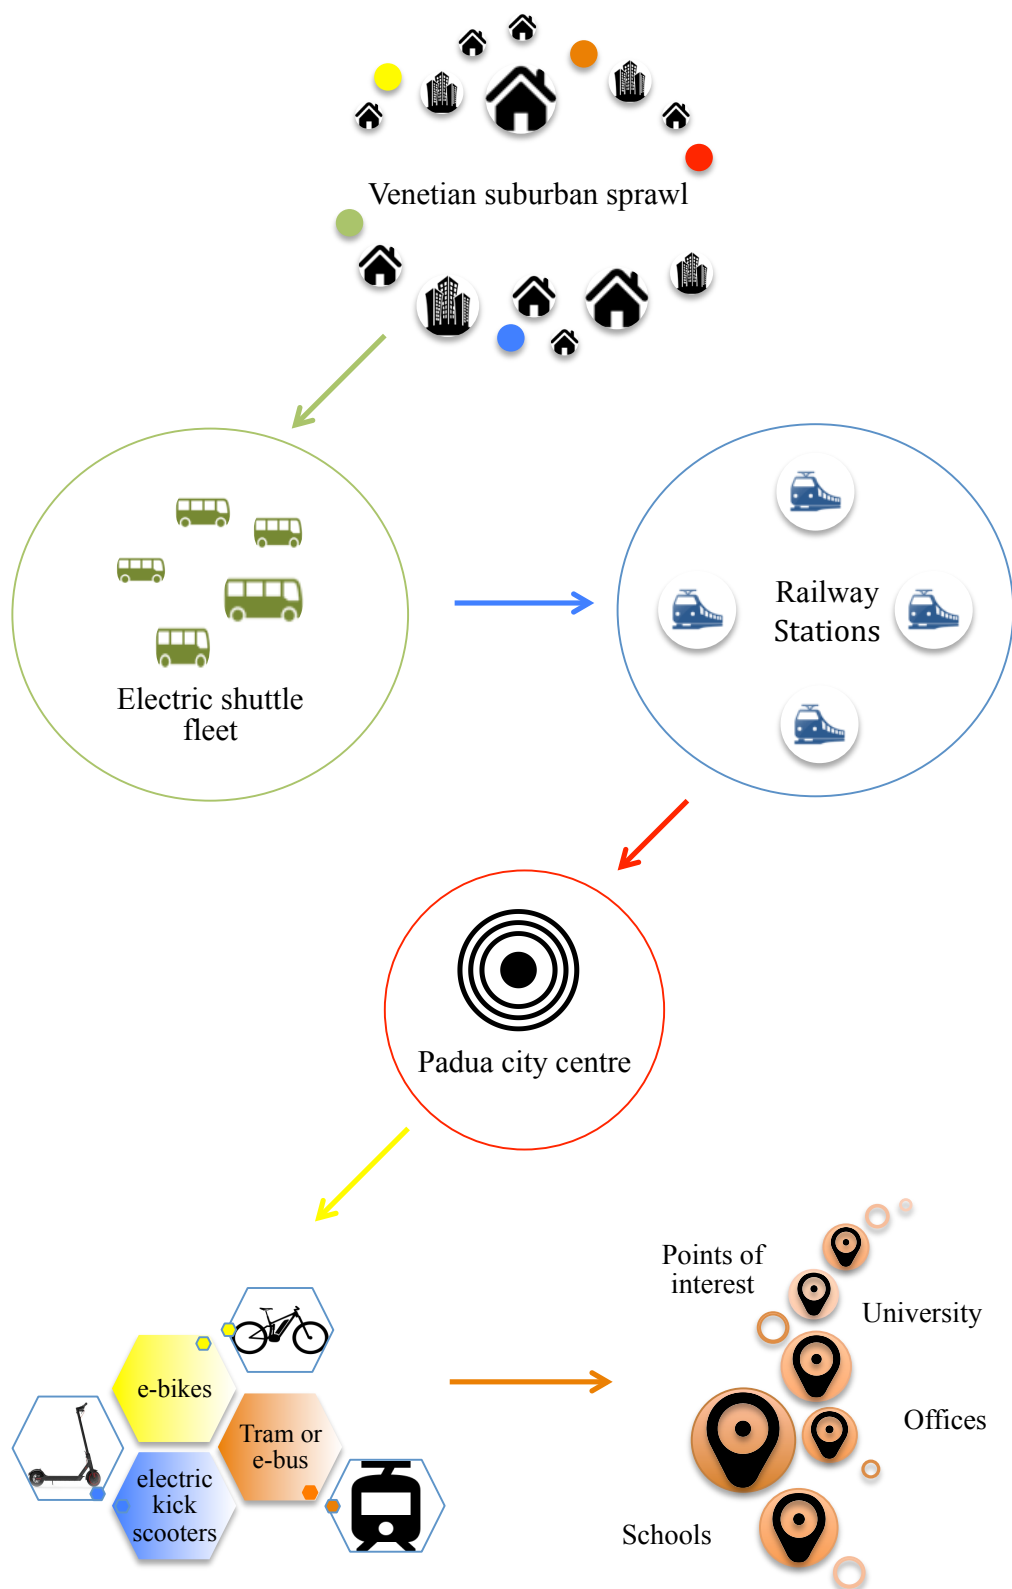 Venetian suburban sprawl
Electric shuttle
fleet
Railway
Stations
Padua city centre
e-bikes
Tram or
e-bus
electric
kick
scooters
Points of
interest
University
Offices
Schools